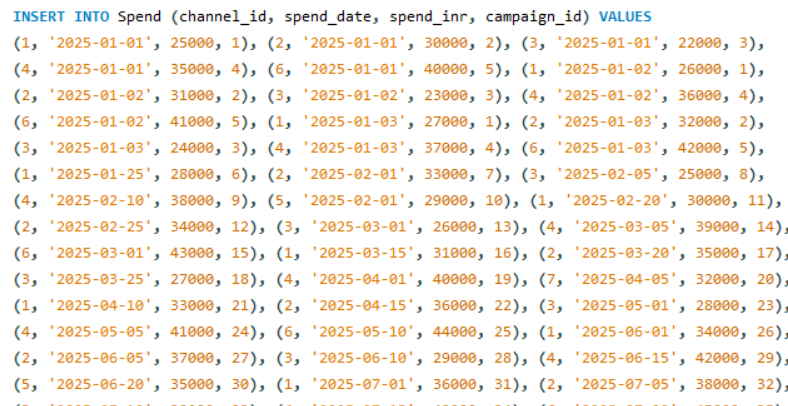 INSERT INTO Spend (channel_id, spend_date, spend_inr, campaign_id) VALUES
(1, '2025-01-01', 25000, 1), (2, '2025-01-01', 30000, 2), (3, '2025-01-01', 22000, 3),
(4, '2025-01-01', 35000, 4), (6, '2025-01-01', 40000, 5), (1, '2025-01-02', 26000, 1),
(2, '2025-01-02', 31000, 2), (3, '2025-01-02', 23000, 3), (4, '2025-01-02', 36000, 4),
(6, '2025-01-02', 41000, 5), (1, '2025-01-03', 27000, 1), (2, '2025-01-03', 32000, 2),
(3, '2025-01-03', 24000, 3), (4, '2025-01-03', 37000, 4), (6, '2025-01-03', 42000, 5),
(1, '2025-01-25', 28000, 6), (2, '2025-02-01', 33000, 7), (3, '2025-02-05', 25000, 8),
(4, '2025-02-10', 38000, 9), (5, '2025-02-01', 29000, 10), (1, '2025-02-20', 30000, 11),
(2, '2025-02-25', 34000, 12), (3, '2025-03-01', 26000, 13), (4, '2025-03-05', 39000, 14),
(6, '2025-03-01', 43000, 15), (1, '2025-03-15', 31000, 16), (2, '2025-03-20', 35000, 17),
(3, '2025-03-25', 27000, 18), (4, '2025-04-01', 40000, 19), (7, '2025-04-05', 32000, 20),
(1, '2025-04-10', 33000, 21), (2, '2025-04-15', 36000, 22), (3, '2025-05-01', 28000, 23),
(4, '2025-05-05', 41000, 24), (6, '2025-05-10', 44000, 25), (1, '2025-06-01', 34000, 26),
(2, '2025-06-05', 37000, 27), (3, '2025-06-10', 29000, 28), (4, '2025-06-15', 42000, 29),
(5, '2025-06-20', 35000, 30), (1, '2025-07-01', 36000, 31), (2, '2025-07-05', 38000, 32),